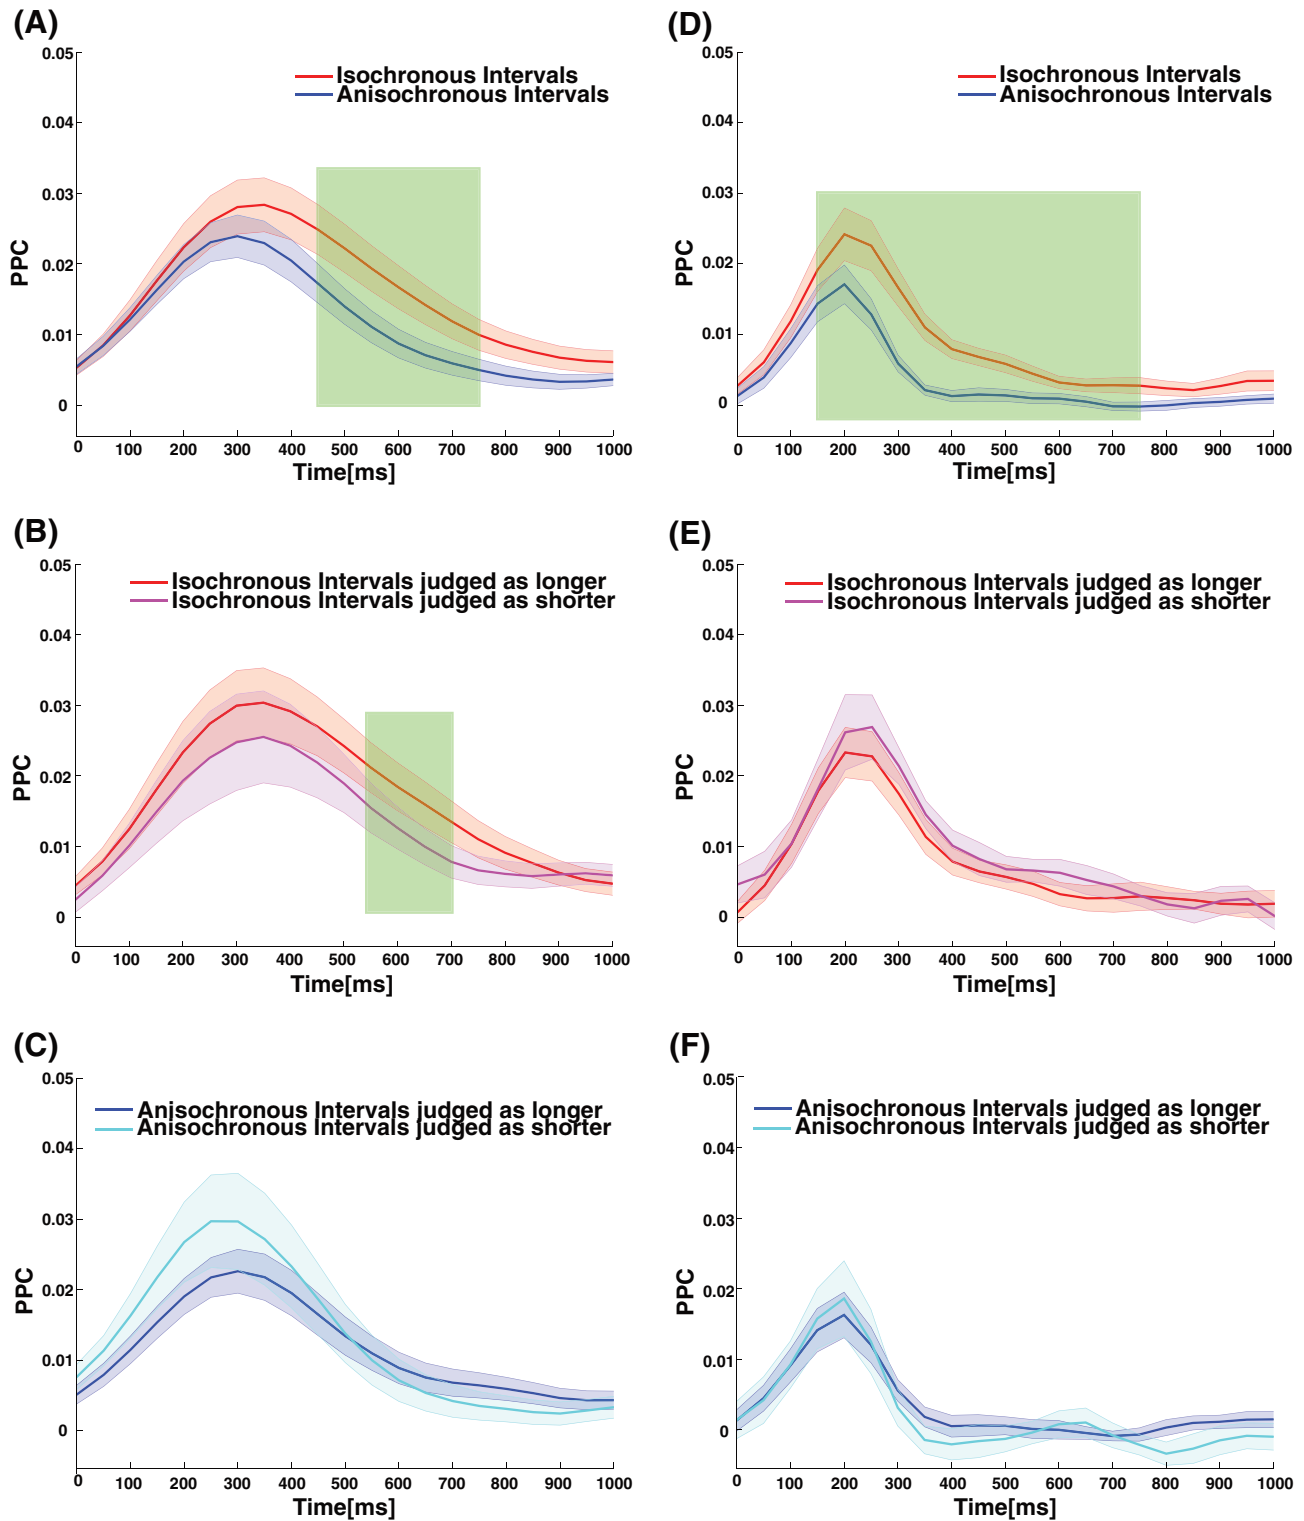 (A)
0.05
0.04
0.03
0.02
0.01
0
PPC
Isochronous Intervals
Anisochronous Intervals
0 100 200 300 400 500 600 700 800 900 1000
Time[ms]
(D)
0.05
0.04
0.03
0.02
0.01
0
PPC
Isochronous Intervals
Anisochronous Intervals
0 100 200 300 400 500 600 700 800 900 1000
Time[ms]
(B)
0.05
0.04
0.03
0.02
0.01
0
PPC
Isochronous Intervals judged as longer
Isochronous Intervals judged as shorter
0 100 200 300 400 500 600 700 800 900 1000
Time[ms]
(E)
0.05
0.04
0.03
0.02
0.01
0
PPC
Isochronous Intervals judged as longer
Isochronous Intervals judged as shorter
0 100 200 300 400 500 600 700 800 900 1000
Time[ms]
(C)
0.05
0.04
0.03
0.02
0.01
0
PPC
Anisochronous Intervals judged as longer
Anisochronous Intervals judged as shorter
0 100 200 300 400 500 600 700 800 900 1000
Time[ms]
(F)
0.05
0.04
0.03
0.02
0.01
0
PPC
Anisochronous Intervals judged as longer
Anisochronous Intervals judged as shorter
0 100 200 300 400 500 600 700 800 900 1000
Time[ms]